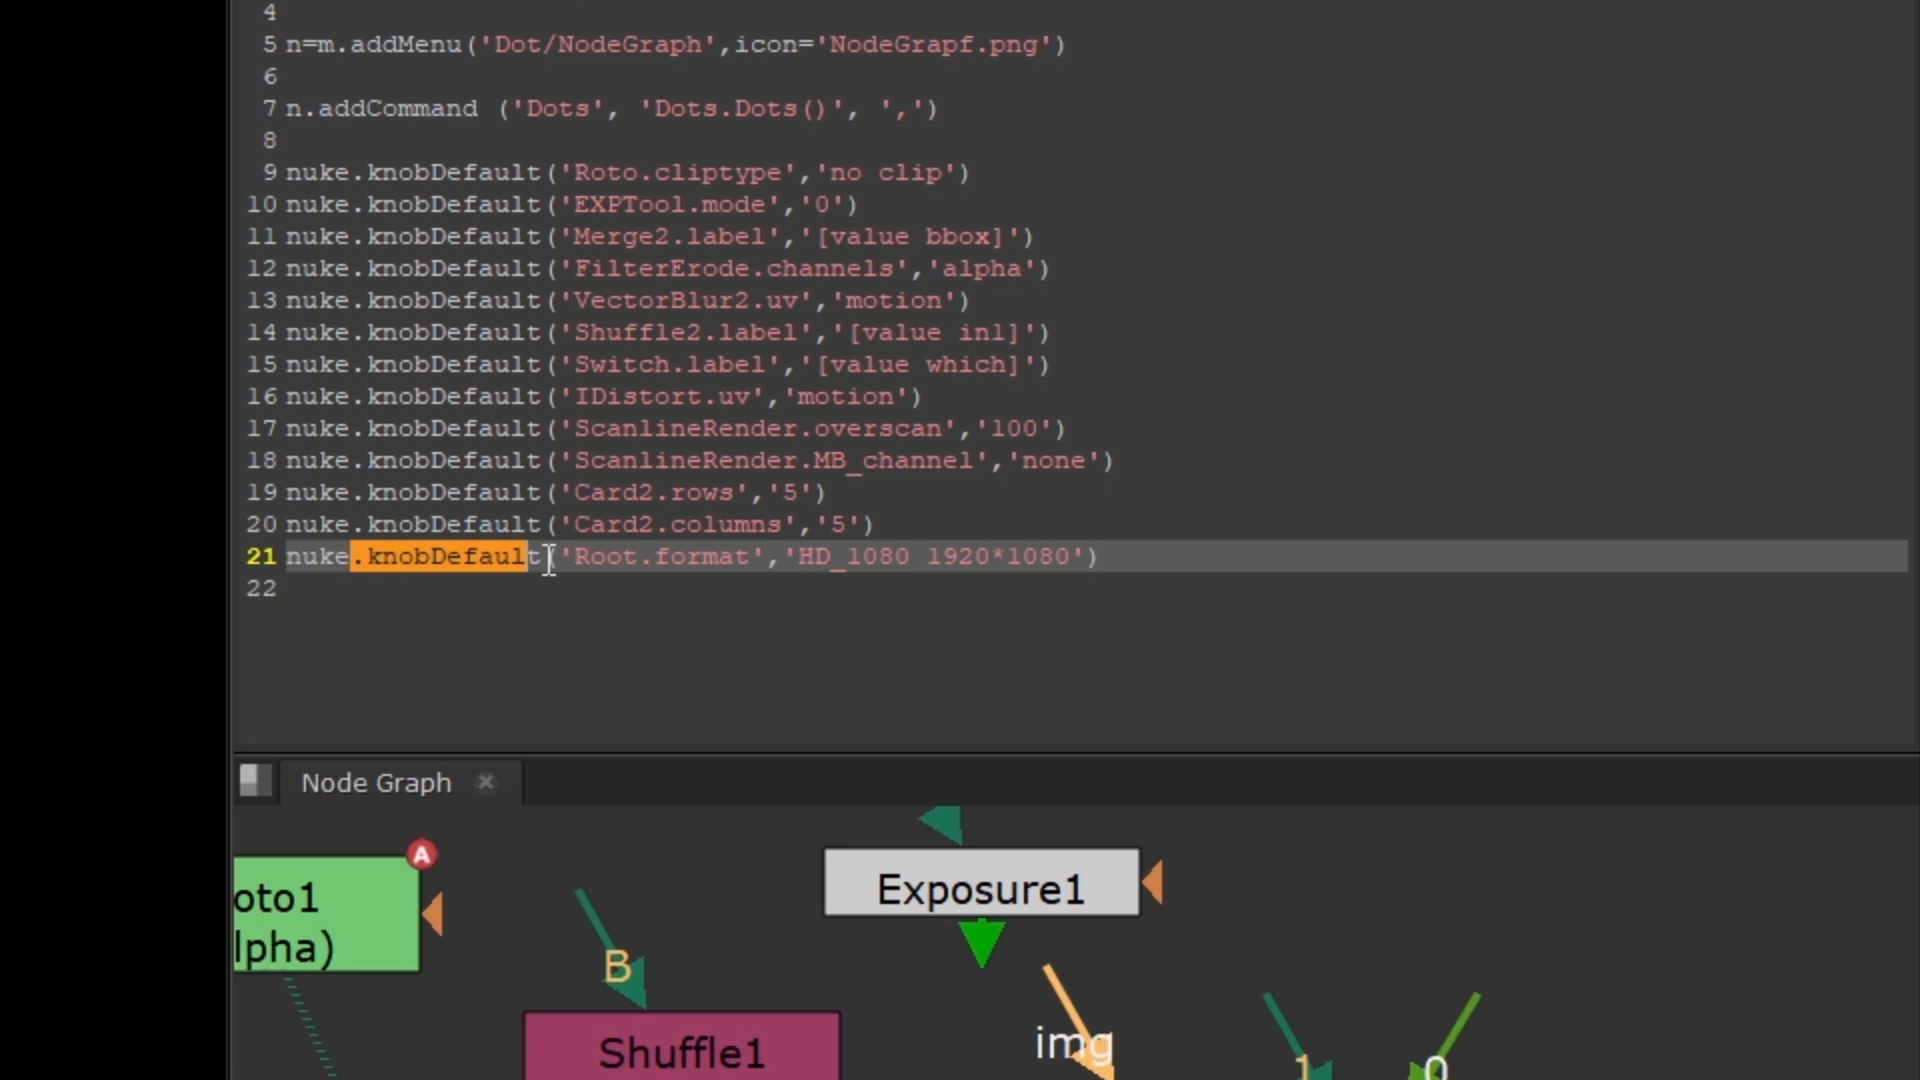 4
5 n=m.addMenu('Dot/NodeGraph',icon='NodeGrapf.png')
6
7 n.addCommand ('Dots', 'Dots.Dots()', ',')
8
9 nuke.knobDefault('Roto.cliptype','no clip')
10 nuke.knobDefault('EXPTool.mode','0')
11 nuke.knobDefault('Merge2.label','[value bbox]')
12 nuke.knobDefault('FilterErode.channels','alpha')
13 nuke.knobDefault('VectorBlur2.uv','motion')
14 nuke.knobDefault('Shuffle2.label','[value in1]')
15 nuke.knobDefault('Switch.label','[value which]')
16 nuke.knobDefault('IDistort.uv','motion')
17 nuke.knobDefault('ScanlineRender.overscan','100')
18 nuke.knobDefault('ScanlineRender.MB_channel','none')
19 nuke.knobDefault('Card2.rows','5')
20 nuke.knobDefault('Card2.columns','5')
21 nuke.knobDefault('Root.format','HD_1080 1920*1080')
22
Node Graph
A
oto1
lpha)
Exposure1
B
Shuffle1
img
1
0